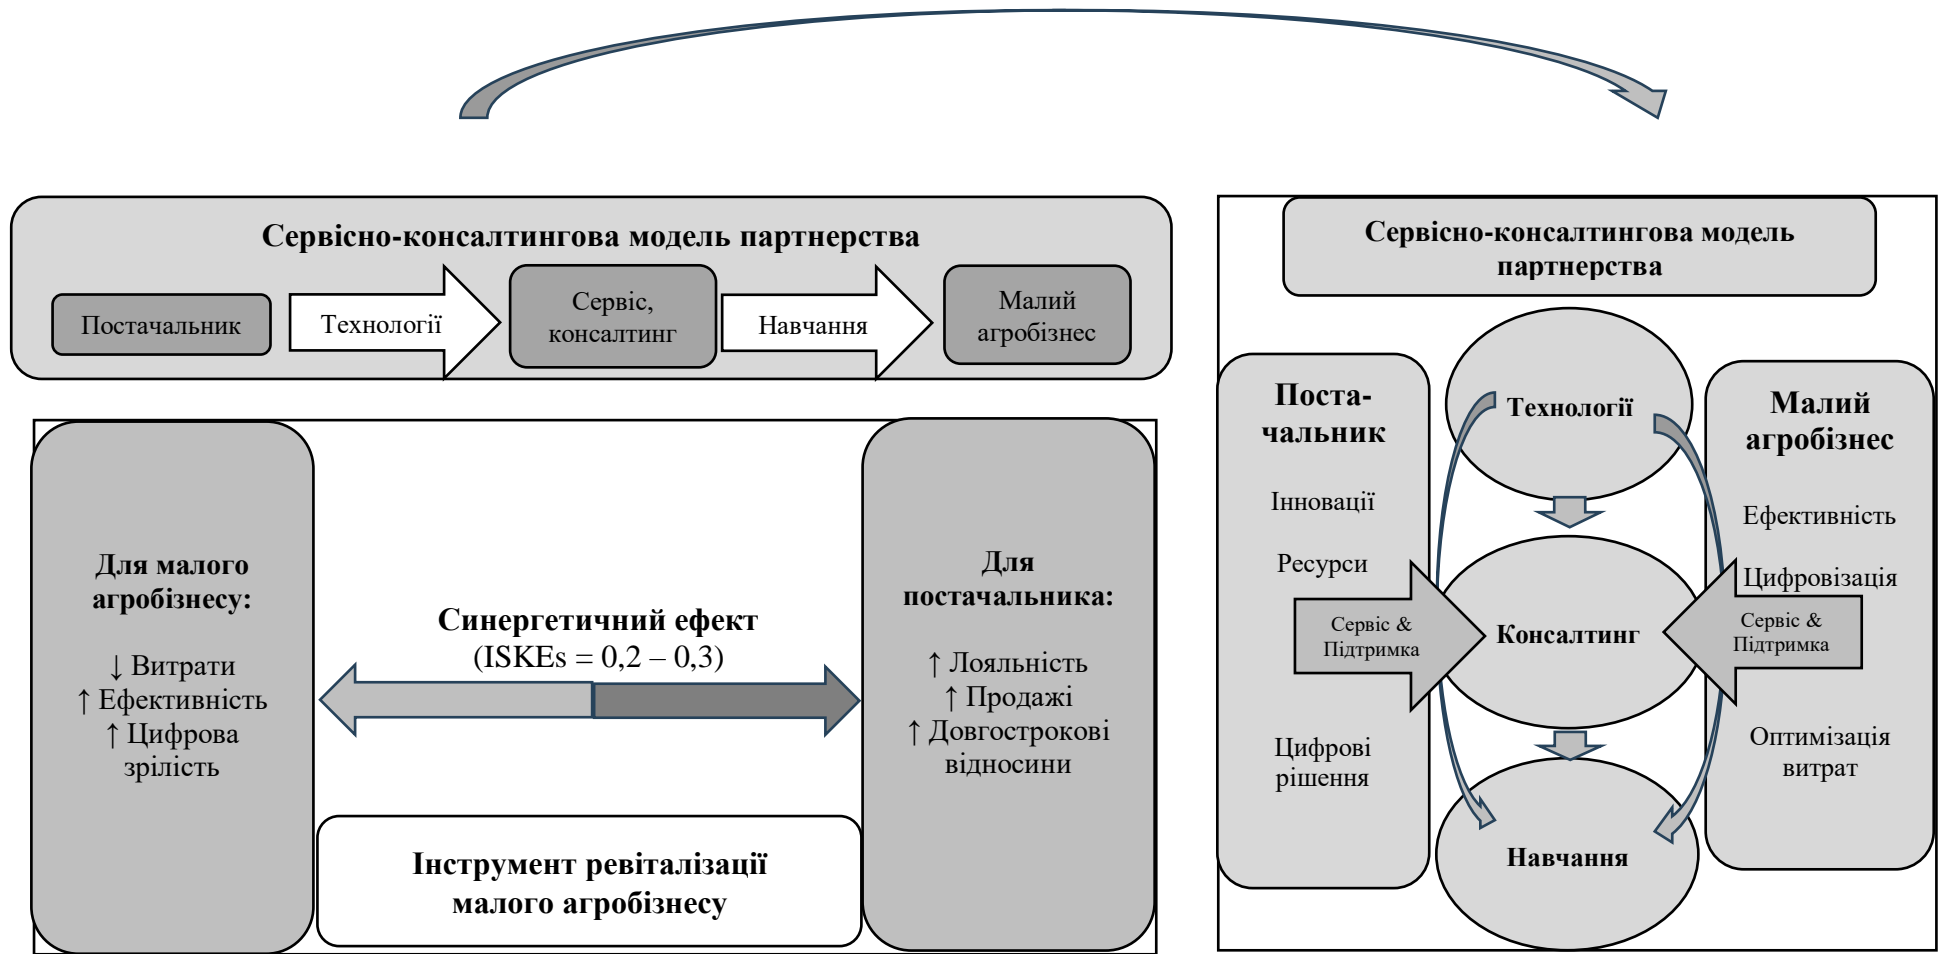 Сервісно-консалтингова модель партнерства
Постачальник
Технології
Сервіс,
консалтинг
Навчання
Малий
агробізнес
Для малого
агробізнесу:
↓ Витрати
↑ Ефективність
↑ Цифрова
зрілість
Синергетичний ефект
(ISKEs = 0,2 – 0,3)
Для
постачальника:
↑ Лояльність
↑ Продажі
↑ Довгострокові
відносини
Інструмент ревіталізації
малого агробізнесу
Сервісно-консалтингова модель
партнерства
Поста-
чальник
Інновації
Ресурси
Сервіс &
Підтримка
Цифрові
рішення
Технології
Консалтинг
Навчання
Малий
агробізнес
Ефективність
Цифровізація
Сервіс &
Підтримка
Оптимізація
витрат